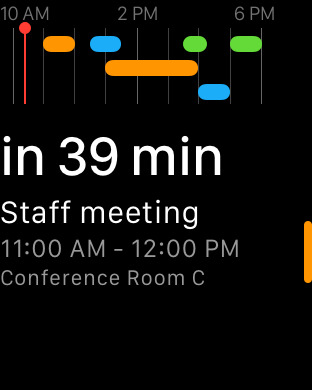 10 AM 2 PM 6 PM
in 39 min
Staff meeting
11:00 AM - 12:00 PM
Conference Room C